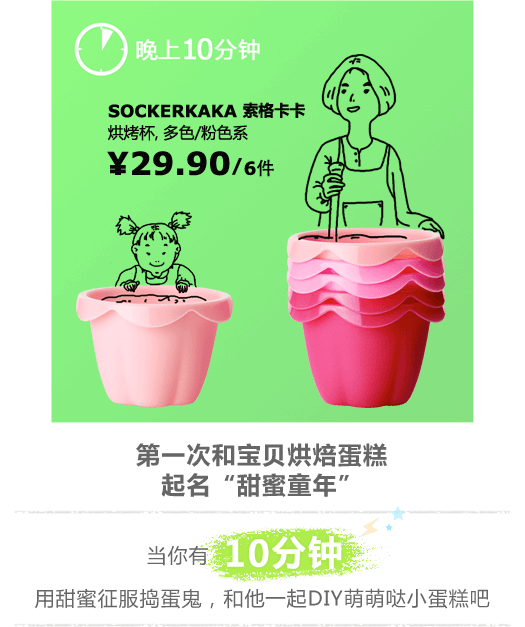 晚上10分钟
SOCKERKAKA 索格卡卡
烘烤杯, 多色/粉色系
¥29.90/6件
第一次和宝贝烘焙蛋糕
起名“甜蜜童年”
当你有 10分钟
用甜蜜征服捣蛋鬼，和他一起DIY萌萌哒小蛋糕吧